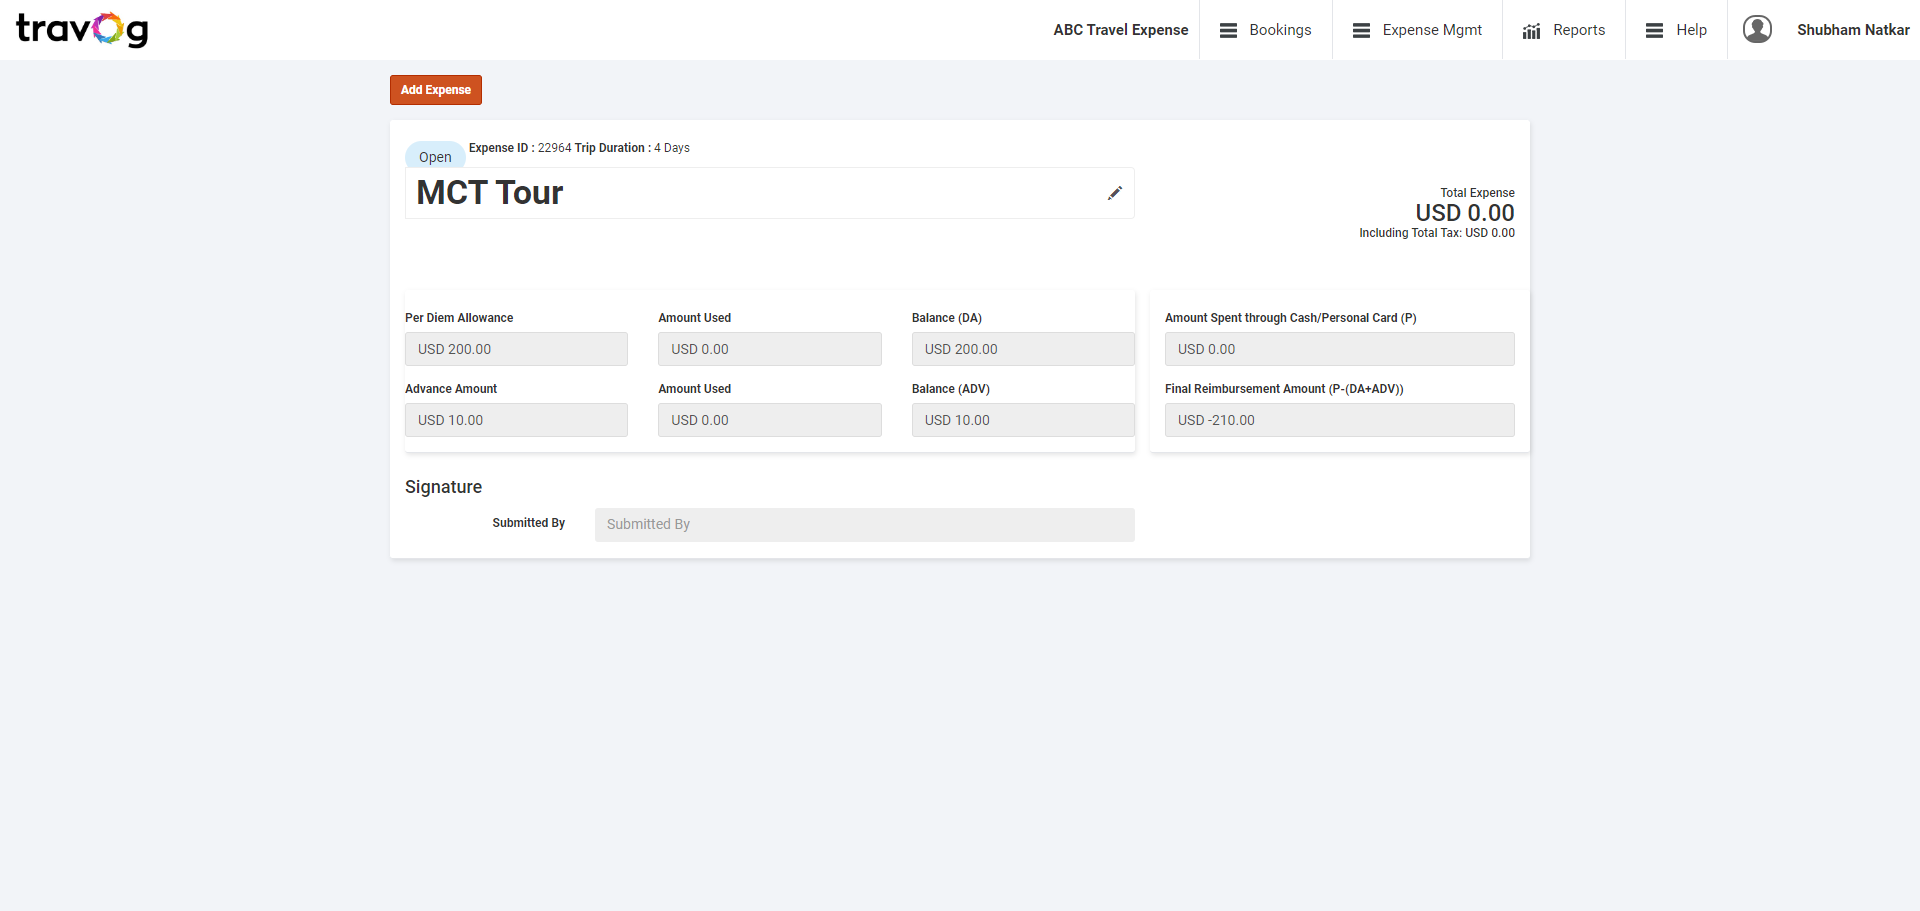 travog
ABC Travel Expense Bookings Expense Mgmt Reports Help Shubham Natkar
Add Expense
Open Expense ID : 22964 Trip Duration : 4 Days
MCT Tour
Total Expense
USD 0.00
Including Total Tax: USD 0.00
Per Diem Allowance Amount Used Balance (DA) Amount Spent through Cash/Personal Card (P)
USD 200.00 USD 0.00 USD 200.00 USD 0.00
Advance Amount Amount Used Balance (ADV) Final Reimbursement Amount (P-(DA+ADV))
USD 10.00 USD 0.00 USD 10.00 USD -210.00
Signature
Submitted By Submitted By